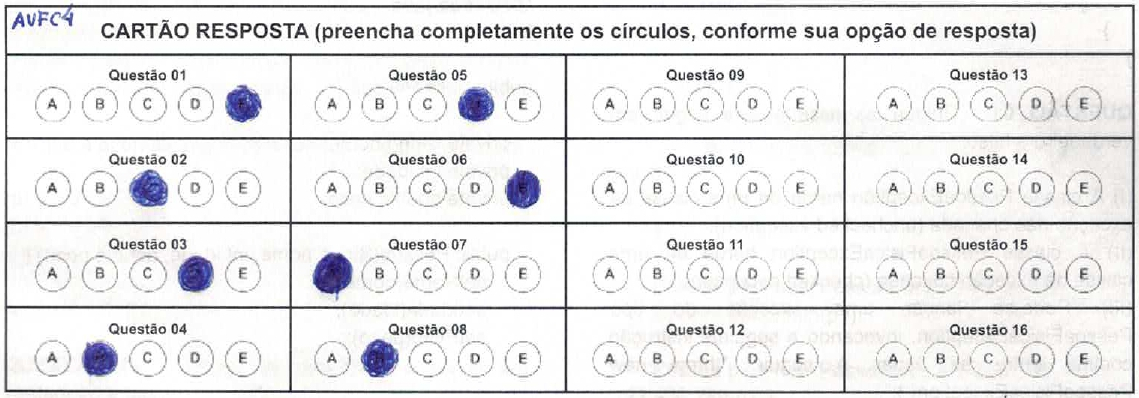 AVFC4
CARTÃO RESPOSTA (preencha completamente os círculos, conforme sua opção de resposta)
Questão 01 Questão 05 Questão 09 Questão 13
A B C D E A B C E A B C D E A B C D E
Questão 02 Questão 06 Questão 10 Questão 14
A B C D E A B C D E A B C D E A B C D E
Questão 03 Questão 07 Questão 11 Questão 15
A B C E B C D E A B C D E A B C D E
Questão 04 Questão 08 Questão 12 Questão 16
A B C D E A C D E A B C D E A B C D E